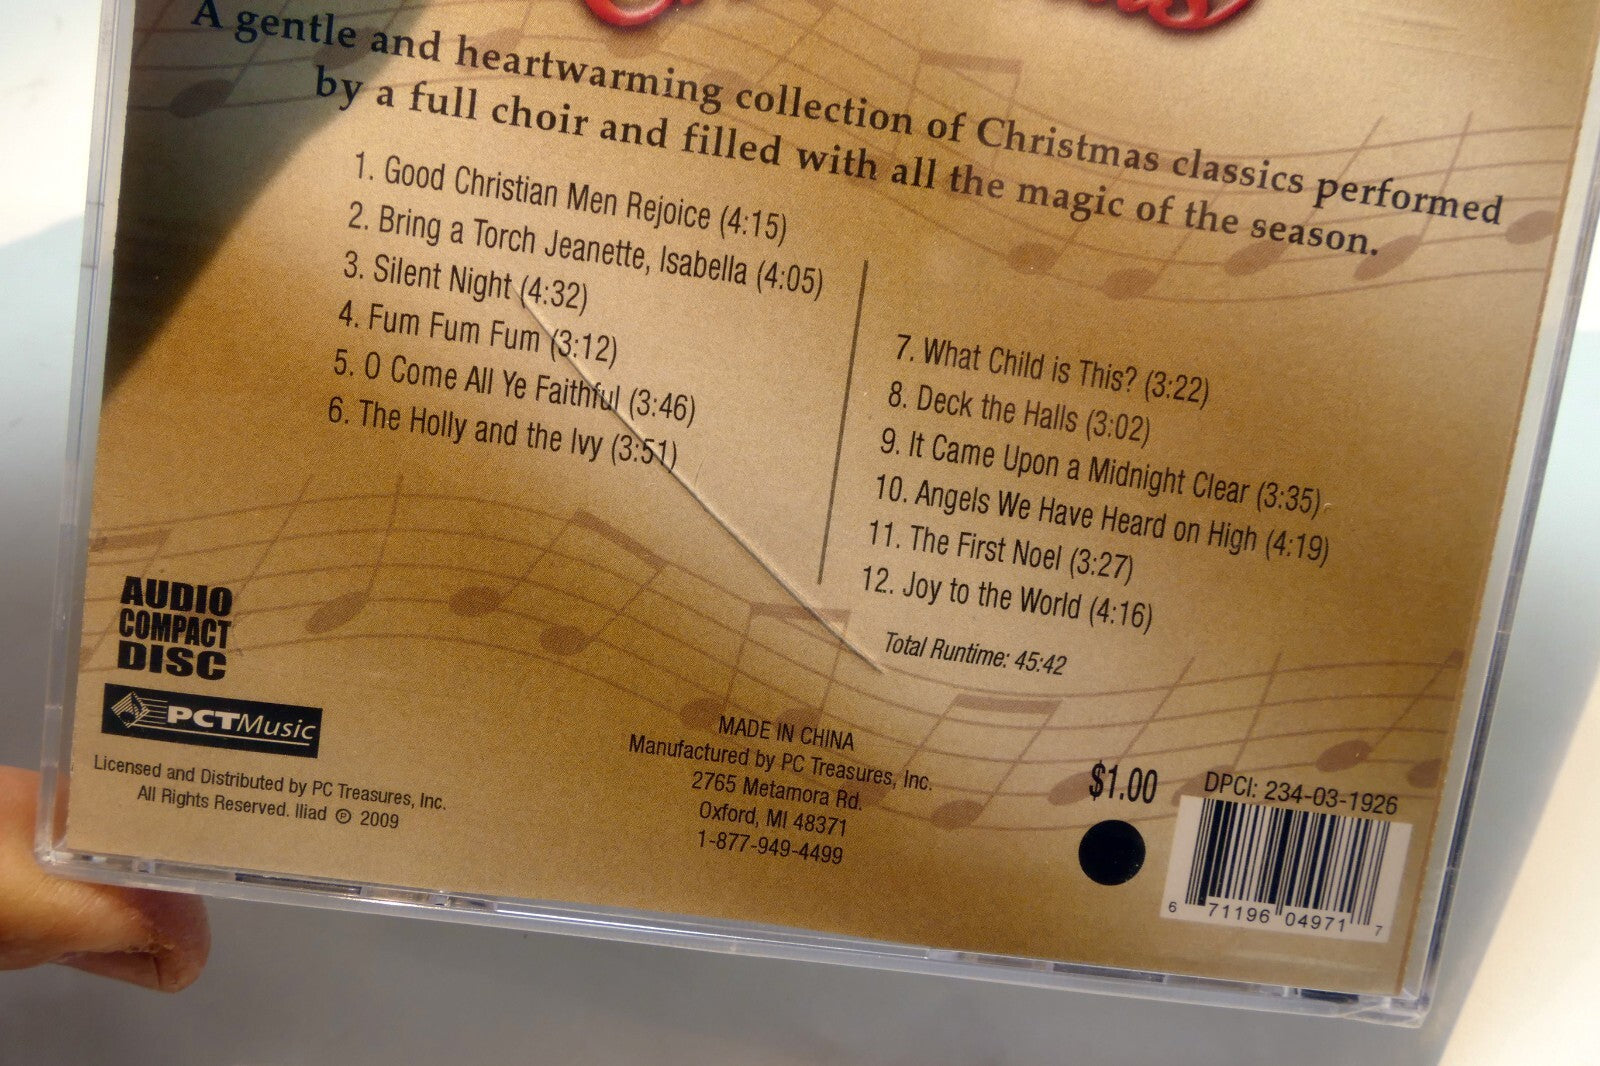 A gentle and heartwarming collection of Christmas classics performed
by a full choir and filled with all the magic of the season.
1. Good Christian Men Rejoice (4:15)
2. Bring a Torch Jeanette, Isabella (4:05)
3. Silent Night (4:32)
4. Fum Fum Fum (3:12)
5. O Come All Ye Faithful (3:46)
6. The Holly and the Ivy (3:51)
7. What Child is This? (3:22)
8. Deck the Halls (3:02)
9. It Came Upon a Midnight Clear (3:35)
10. Angels We Have Heard on High (4:19)
11. The First Noel (3:27)
12. Joy to the World (4:16)
Total Runtime: 45:42
AUDIO
COMPACT
DISC
PCTMusic
Licensed and Distributed by PC Treasures, Inc.
All Rights Reserved. Iliad ℗ 2009
MADE IN CHINA
Manufactured by PC Treasures, Inc.
2765 Metamora Rd.
Oxford, MI 48371
1-877-949-4499
$1.00
DPCI: 234-03-1926
6 71196 04971 7